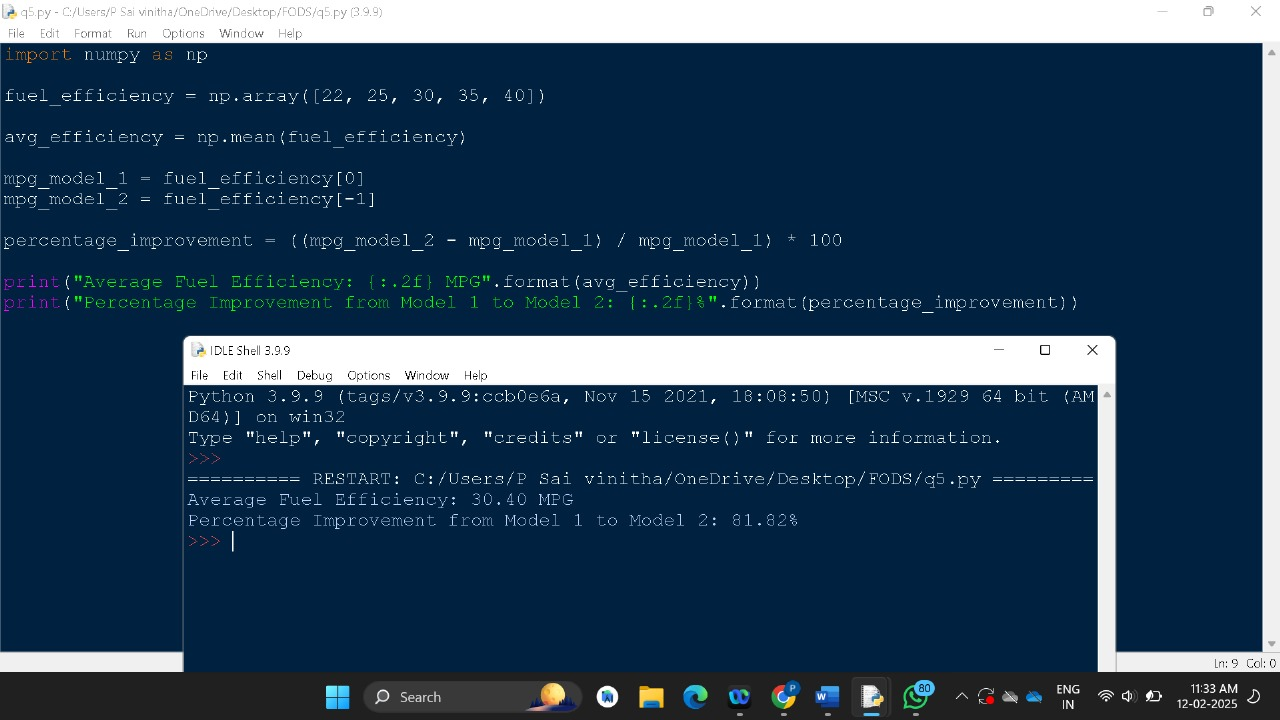 q5.py - C:/Users/P Sai vinitha/OneDrive/Desktop/FODS/q5.py (3.9.9)
File Edit Format Run Options Window Help
import numpy as np
fuel_efficiency = np.array([22, 25, 30, 35, 40])
avg_efficiency = np.mean(fuel_efficiency)
mpg_model_1 = fuel_efficiency[0]
mpg_model_2 = fuel_efficiency[-1]
percentage_improvement = ((mpg_model_2 - mpg_model_1) / mpg_model_1) * 100
print("Average Fuel Efficiency: {:.2f} MPG".format(avg_efficiency))
print("Percentage Improvement from Model 1 to Model 2: {:.2f}%".format(percentage_improvement))
IDLE Shell 3.9.9
File Edit Shell Debug Options Window Help
Python 3.9.9 (tags/v3.9.9:ccb0e6a, Nov 15 2021, 18:08:50) [MSC v.1929 64 bit (AM
D64)] on win32
Type "help", "copyright", "credits" or "license()" for more information.
>>>
========== RESTART: C:/Users/P Sai vinitha/OneDrive/Desktop/FODS/q5.py =========
Average Fuel Efficiency: 30.40 MPG
Percentage Improvement from Model 1 to Model 2: 81.82%
>>>
Ln: 9 Col: 0
Search
P
W
80
ENG
IN
11:33 AM
12-02-2025